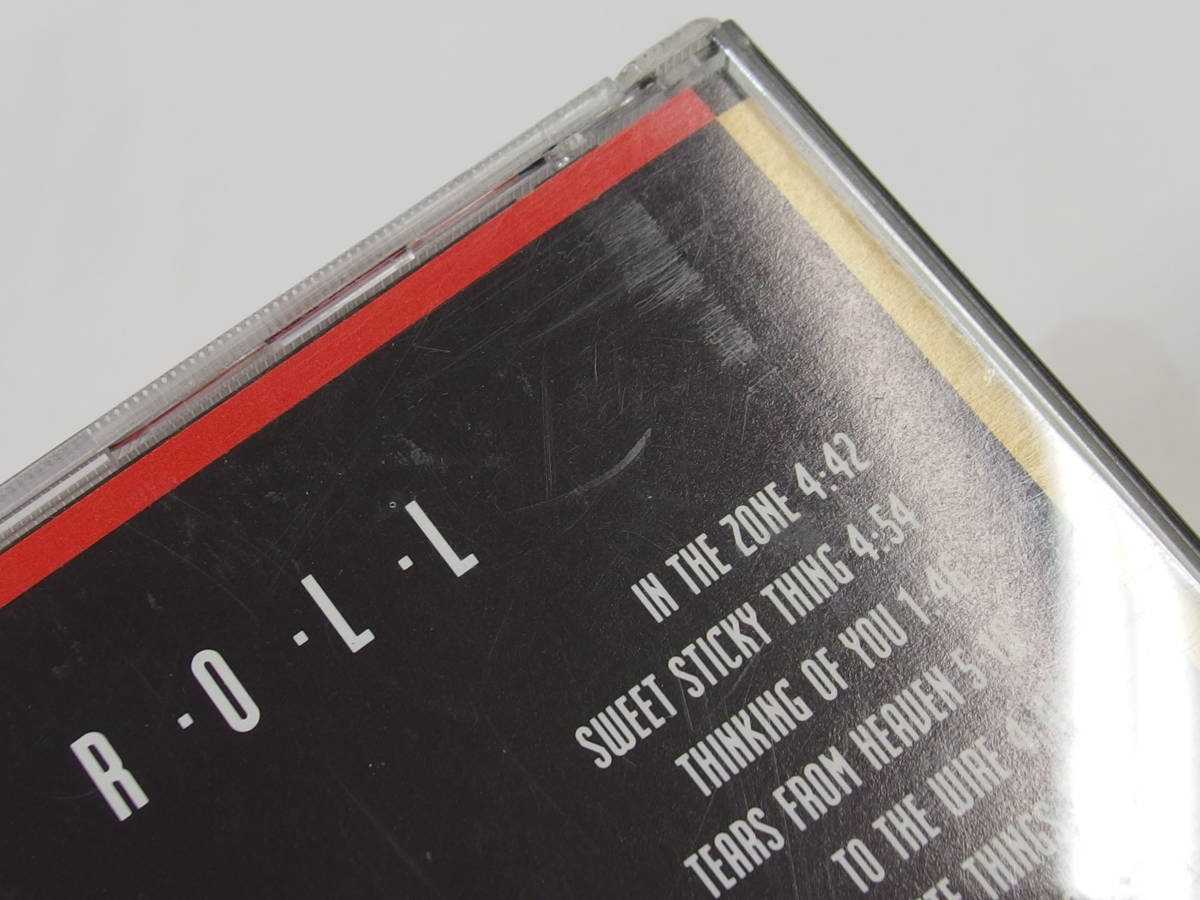 R·O·L·L
IN THE ZONE 4:42
SWEET STICKY THING 4:54
THINKING OF YOU 1:46
TEARS FROM HEAVEN
TO THE WIRE
THINGS